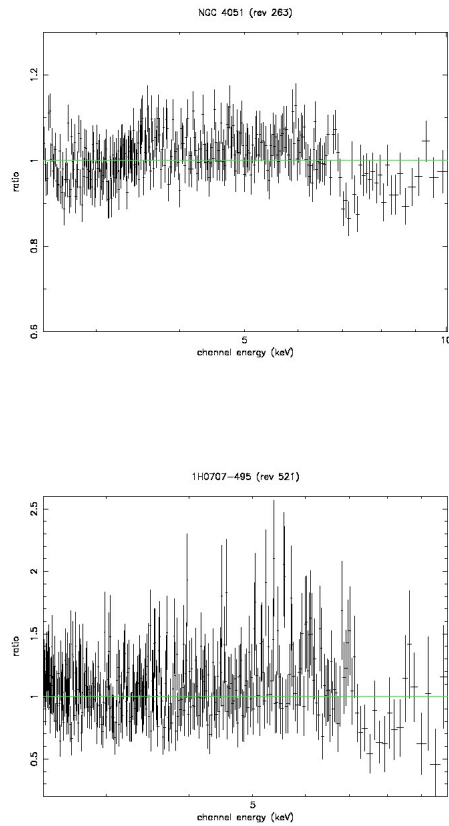 NGC 4051 (rev 263)
1.2
1
0.8
0.6
ratio
5
10
channel energy (keV)
1H0707-495 (rev 521)
2.5
2
1.5
1
0.5
ratio
5
channel energy (keV)